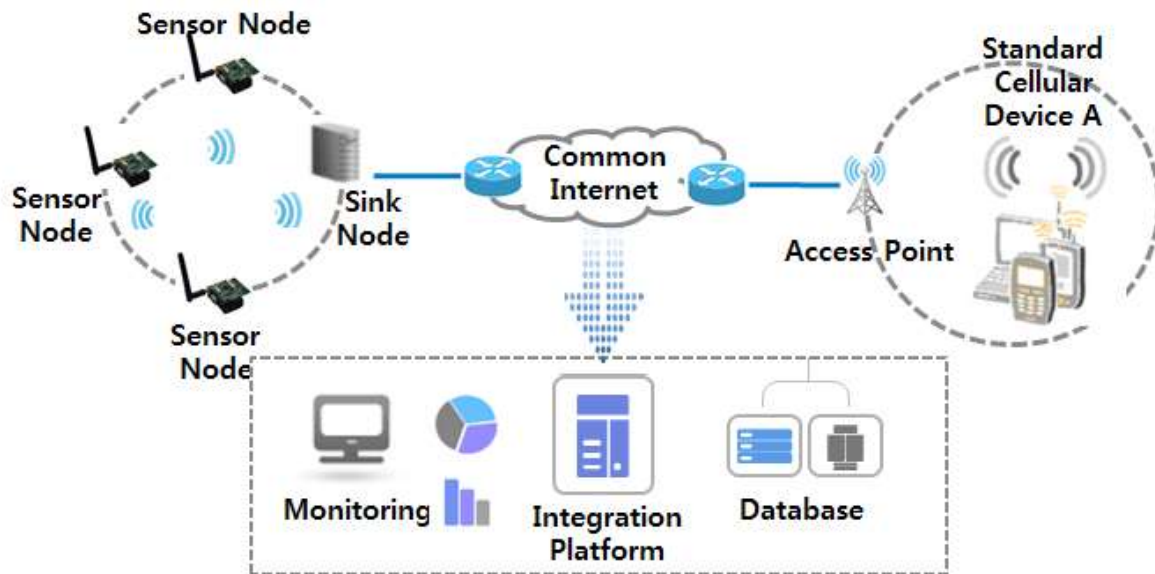 Sensor Node
Sensor
Node
Sensor
Node
Sink
Node
Common
Internet
Access Point
Standard
Cellular
Device A
Monitoring
Integration
Platform
Database